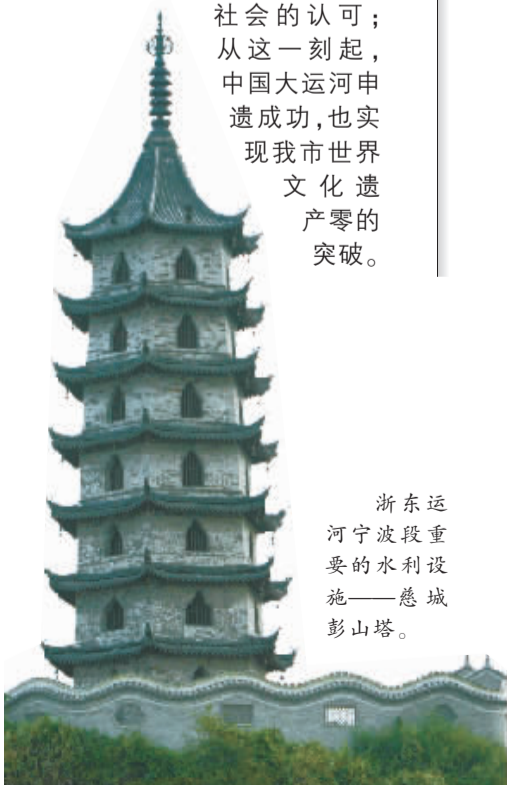 社会的认可；
从这一刻起，
中国大运河申
遗成功，也实
现我市世界
文化遗
产零的
突破。
浙东运
河宁波段重
要的水利设
施——慈城
彭山塔。